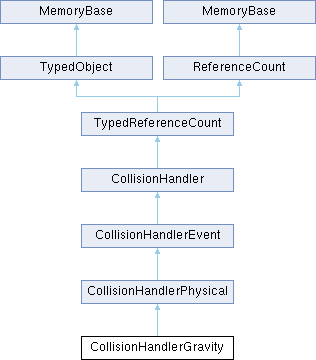 MemoryBase MemoryBase
TypedObject ReferenceCount
TypedReferenceCount
CollisionHandler
CollisionHandlerEvent
CollisionHandlerPhysical
CollisionHandlerGravity